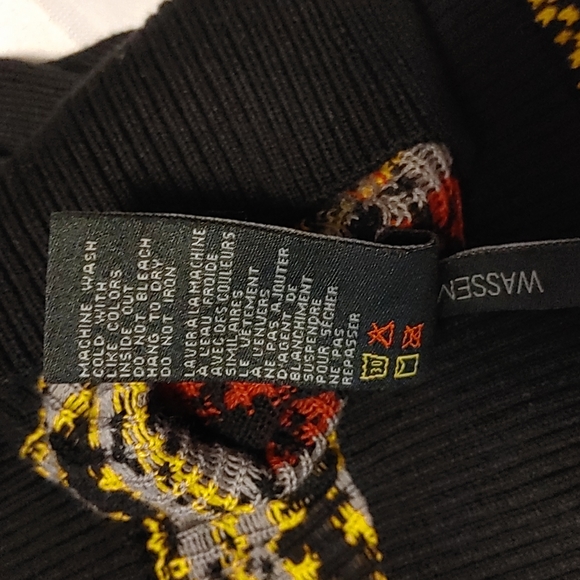 MACHINE WASH
COLD WITH
LIKE COLORS
INSIDE OUT
DO NOT BLEACH
HANG TO DRY
DO NOT IRON
LAVER A LA MACHINE
À L'EAU FROIDE
AVEC DES COULEURS
SIMILAIRES
LE VÊTEMENT
À L'ENVERS
NE PAS AJOUTER
D'AGENT DE
BLANCHIMENT
SUSPENDRE
POUR SÉCHER
NE PAS
REPASSER
30